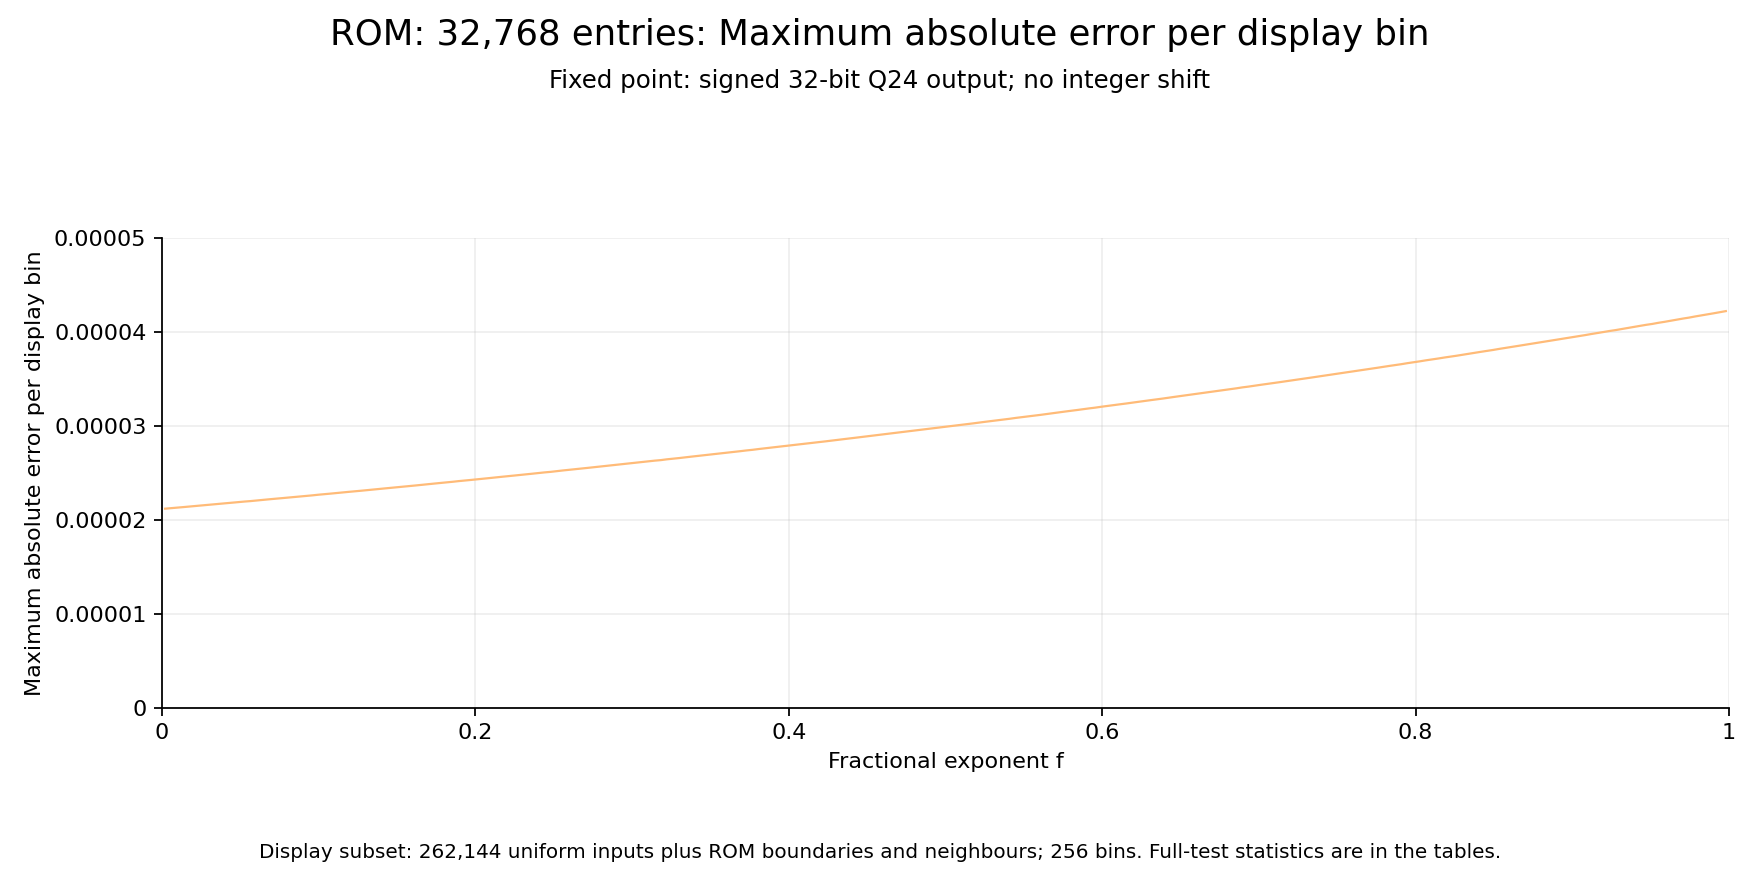 ROM: 32,768 entries: Maximum absolute error per display bin
Fixed point: signed 32-bit Q24 output; no integer shift
Maximum absolute error per display bin
0.00005
0.00004
0.00003
0.00002
0.00001
0
0 0.2 0.4 0.6 0.8 1
Fractional exponent f
Display subset: 262,144 uniform inputs plus ROM boundaries and neighbours; 256 bins. Full-test statistics are in the tables.